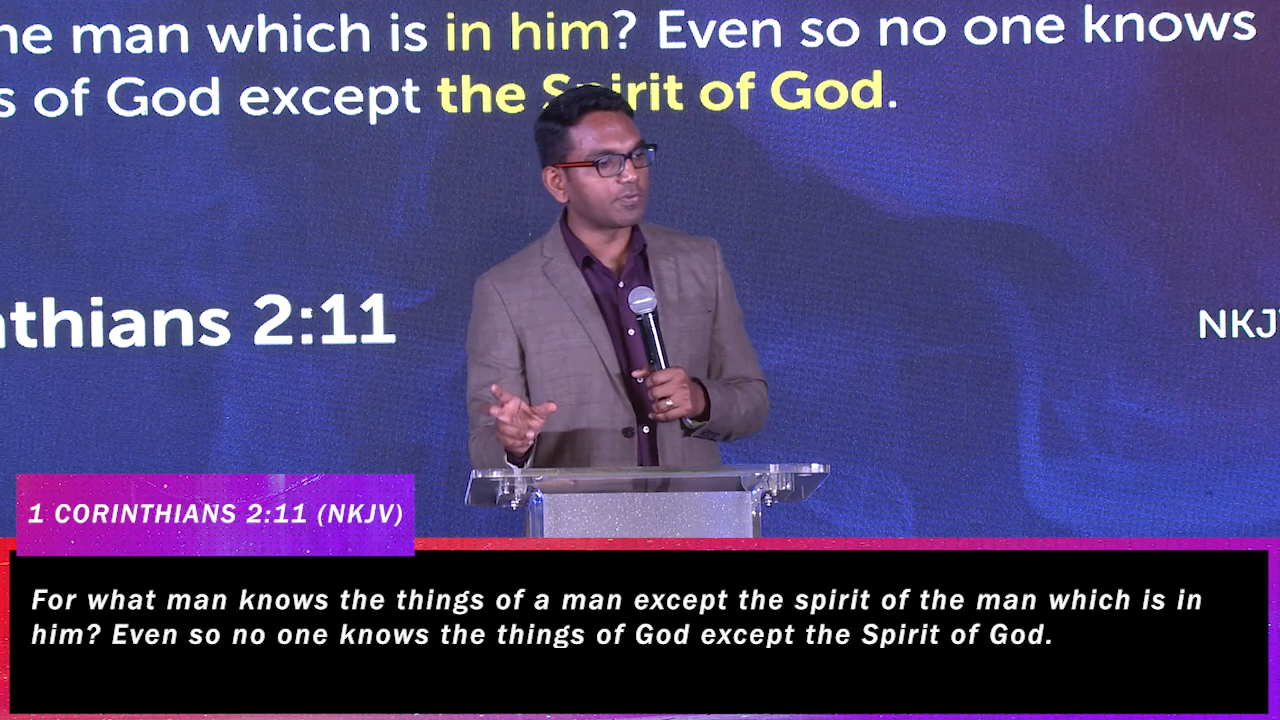 he man which is in him? Even so no one knows
s of God except the Spirit of God.
nthians 2:11
NKJV
1 CORINTHIANS 2:11 (NKJV)
For what man knows the things of a man except the spirit of the man which is in
him? Even so no one knows the things of God except the Spirit of God.